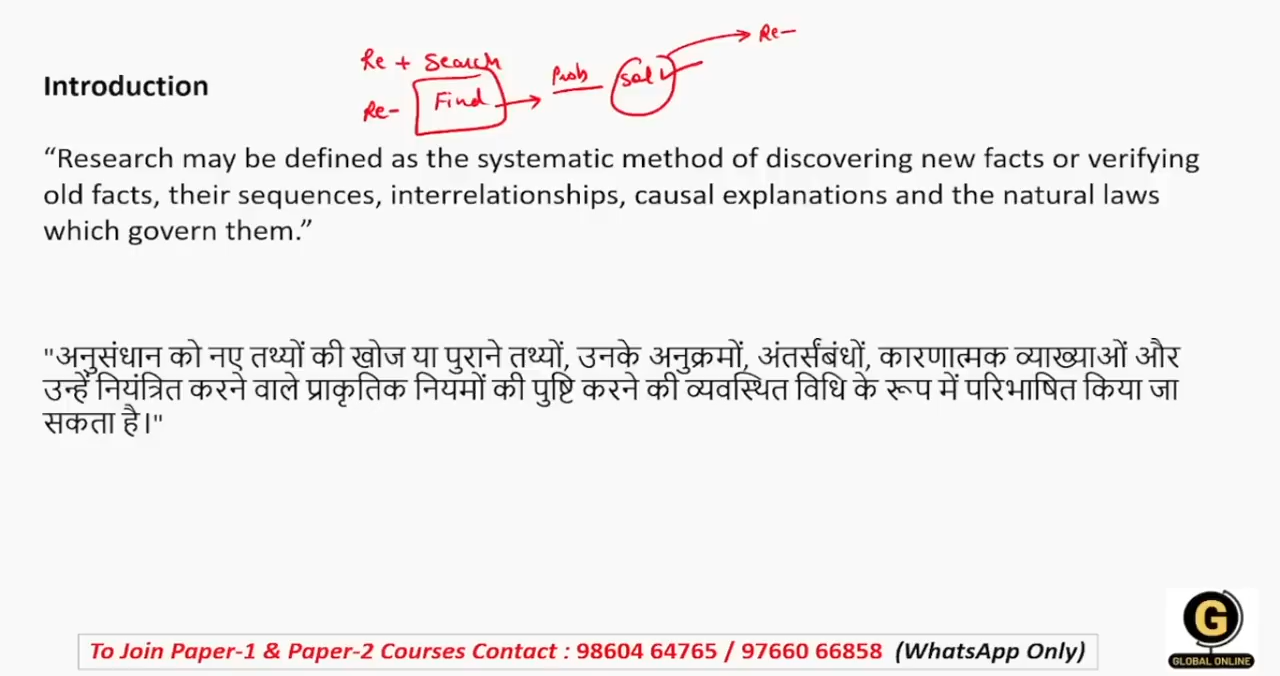 Re-
Re + Search
Prob Sol
Re- Find
Introduction
“Research may be defined as the systematic method of discovering new facts or verifying
old facts, their sequences, interrelationships, causal explanations and the natural laws
which govern them.”
"अनुसंधान को नए तथ्यों की खोज या पुराने तथ्यों, उनके अनुक्रमों, अंतर्संबंधों, कारणात्मक व्याख्याओं और
उन्हें नियंत्रित करने वाले प्राकृतिक नियमों की पुष्टि करने की व्यवस्थित विधि के रूप में परिभाषित किया जा
सकता है।"
G
GLOBAL ONLINE
To Join Paper-1 & Paper-2 Courses Contact : 98604 64765 / 97660 66858 (WhatsApp Only)